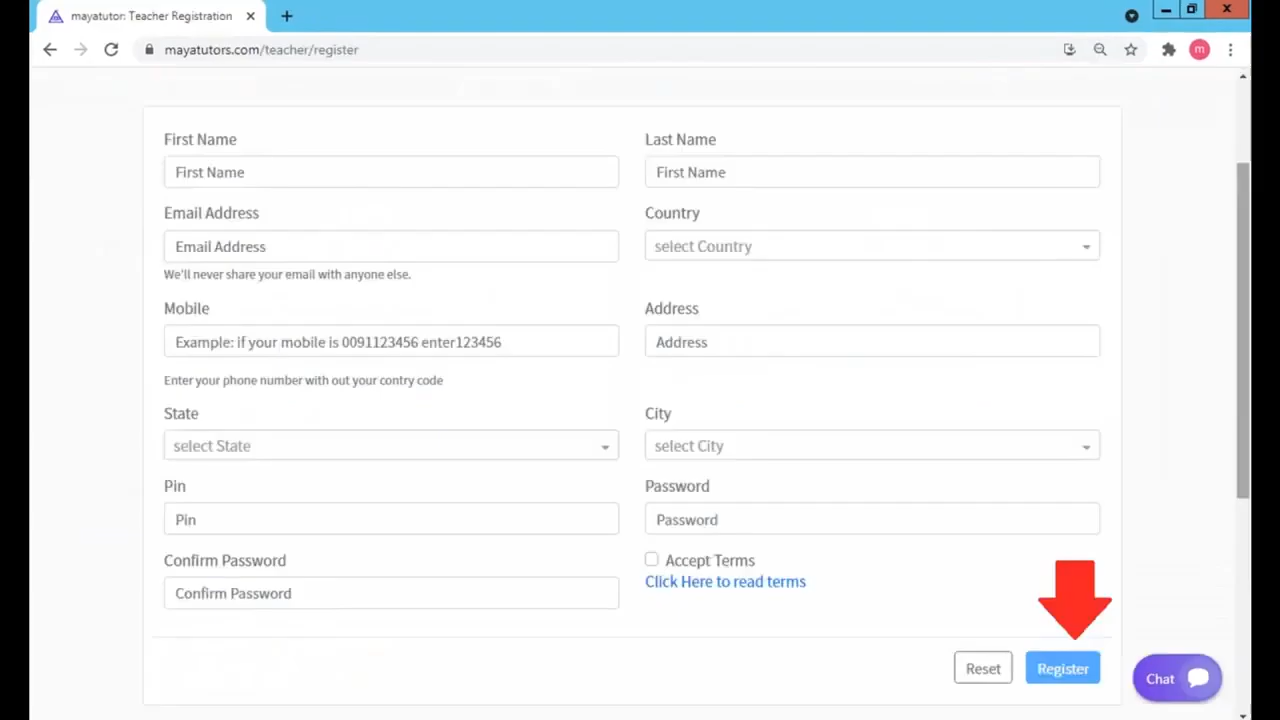 mayatutor: Teacher Registration
mayatutors.com/teacher/register
m
First Name
Last Name
First Name
First Name
Email Address
Country
Email Address
select Country
We'll never share your email with anyone else.
Mobile
Address
Example: if your mobile is 0091123456 enter123456
Address
Enter your phone number with out your contry code
State
City
select State
select City
Pin
Password
Pin
Password
Confirm Password
Accept Terms
Click Here to read terms
Confirm Password
Reset
Register
Chat